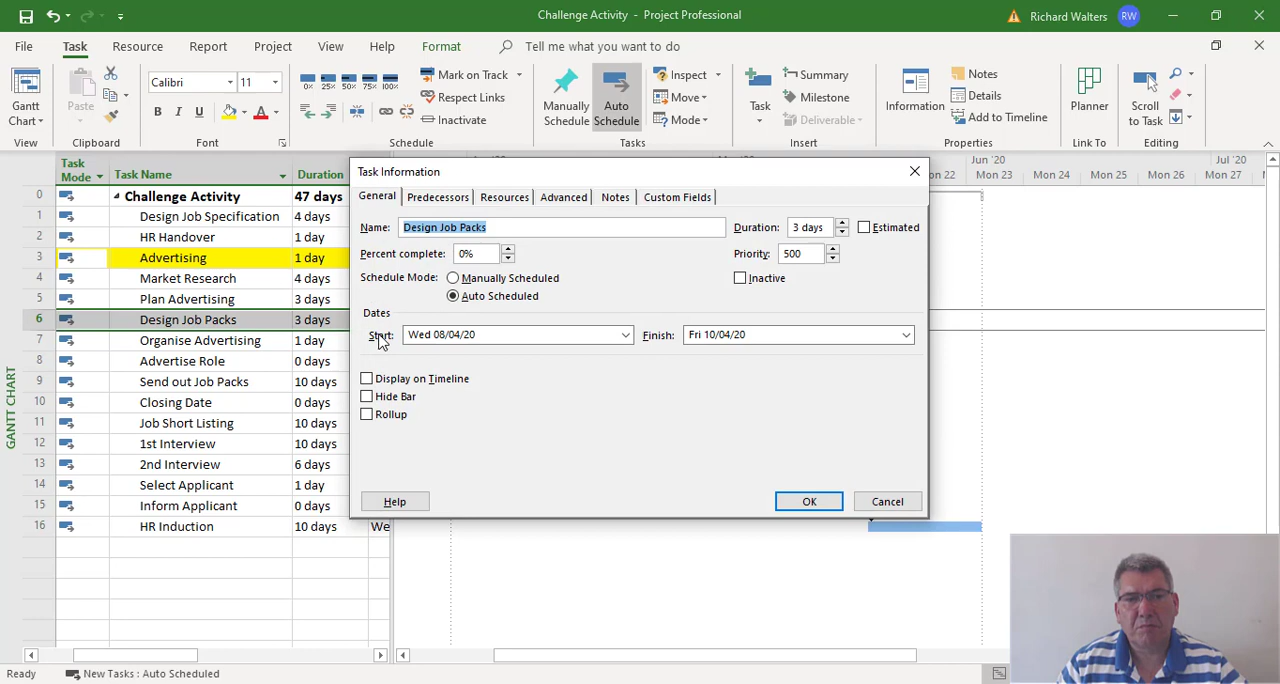 Challenge Activity - Project Professional
Richard Walters RW
File Task Resource Report Project View Help Format Tell me what you want to do
Gantt Chart
View
Paste
Clipboard
Calibri 11
B I U A
Font
0% 25% 50% 75% 100%
Mark on Track
Respect Links
Inactivate
Schedule
Manually Schedule
Auto Schedule
Inspect
Move
Mode
Tasks
Task
Summary
Milestone
Deliverable
Insert
Information
Notes
Details
Add to Timeline
Properties
Planner
Link To
Scroll to Task
Editing
Task Mode Task Name Duration
Jun '20 Jul '20
on 22 Mon 23 Mon 24 Mon 25 Mon 26 Mon 27 Mon
0 Challenge Activity 47 days
1 Design Job Specification 4 days
2 HR Handover 1 day
3 Advertising 1 day
4 Market Research 4 days
5 Plan Advertising 3 days
6 Design Job Packs 3 days
7 Organise Advertising 1 day
8 Advertise Role 0 days
9 Send out Job Packs 10 days
10 Closing Date 0 days
11 Job Short Listing 10 days
12 1st Interview 10 days
13 2nd Interview 6 days
14 Select Applicant 1 day
15 Inform Applicant 0 days
16 HR Induction 10 days We
GANTT CHART
Task Information
General Predecessors Resources Advanced Notes Custom Fields
Name: Design Job Packs Duration: 3 days Estimated
Percent complete: 0% Priority: 500
Schedule Mode: Manually Scheduled Inactive
Auto Scheduled
Dates
Start: Wed 08/04/20 Finish: Fri 10/04/20
Display on Timeline
Hide Bar
Rollup
Help OK Cancel
Ready New Tasks : Auto Scheduled